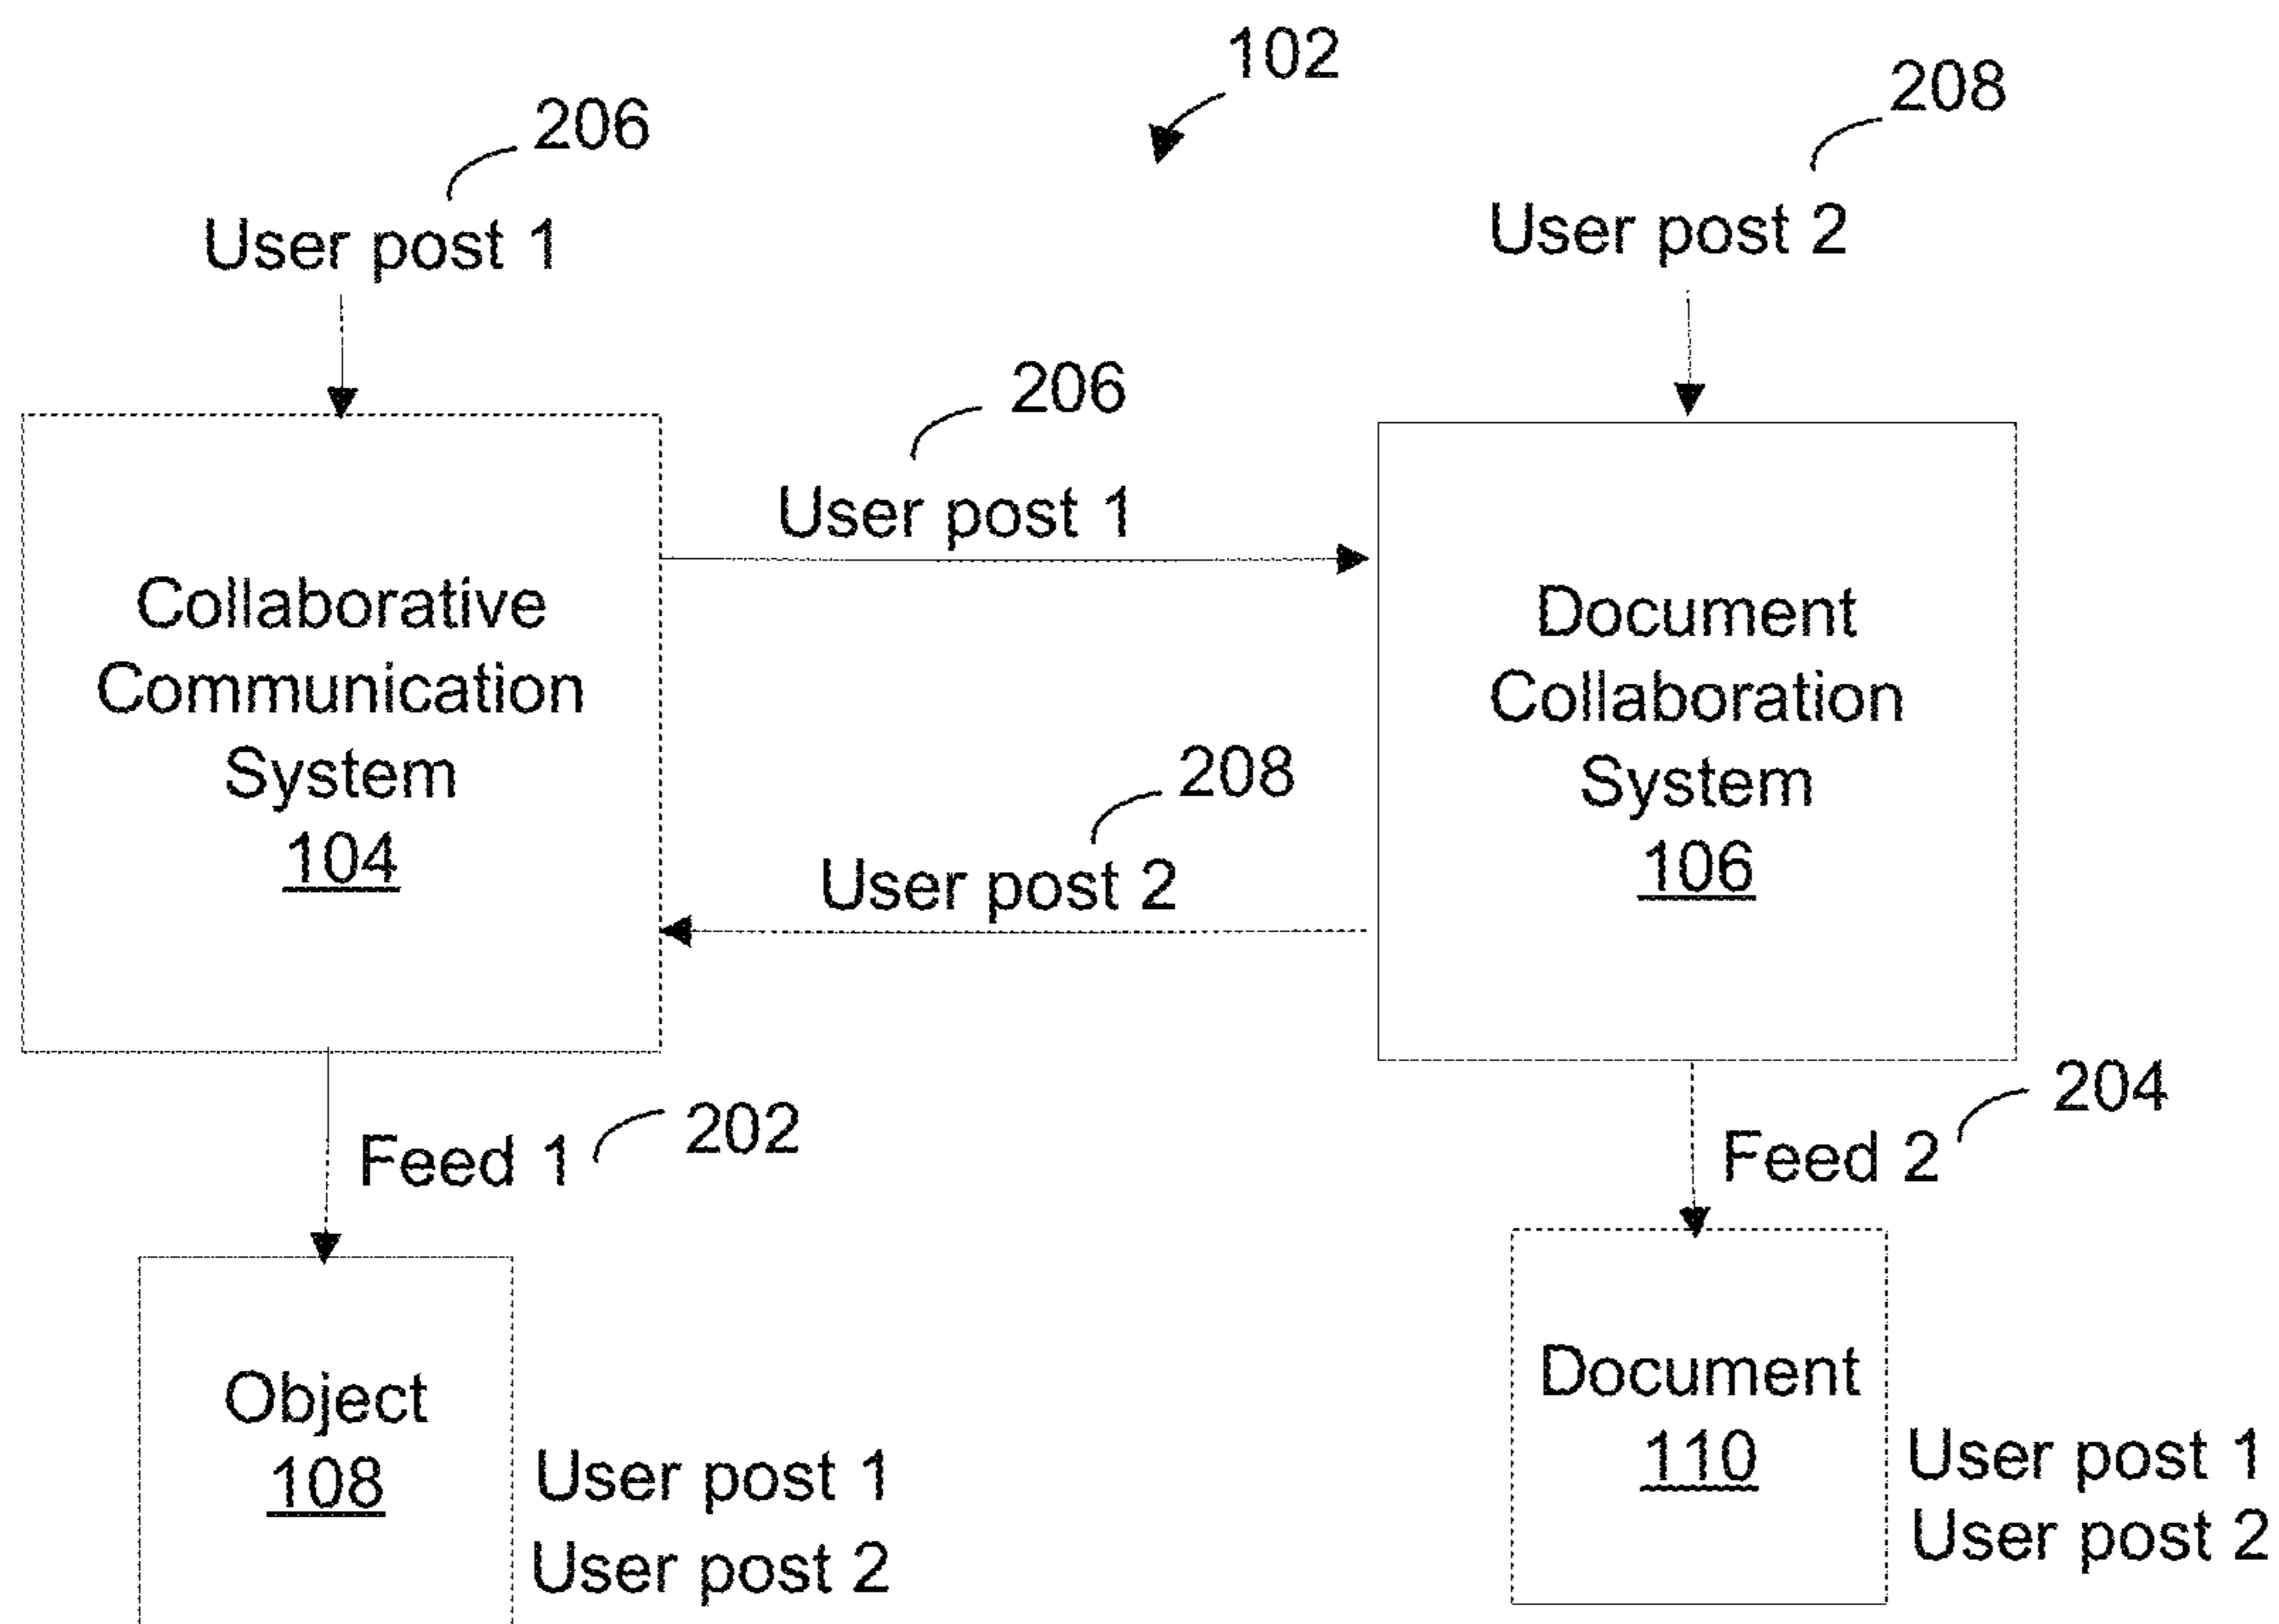 102
206
208
User post 1
User post 2
206
User post 1
Collaborative
Communication
System
104
Document
Collaboration
System
106
208
User post 2
Feed 1
202
Feed 2
204
Object
108
User post 1
User post 2
Document
110
User post 1
User post 2